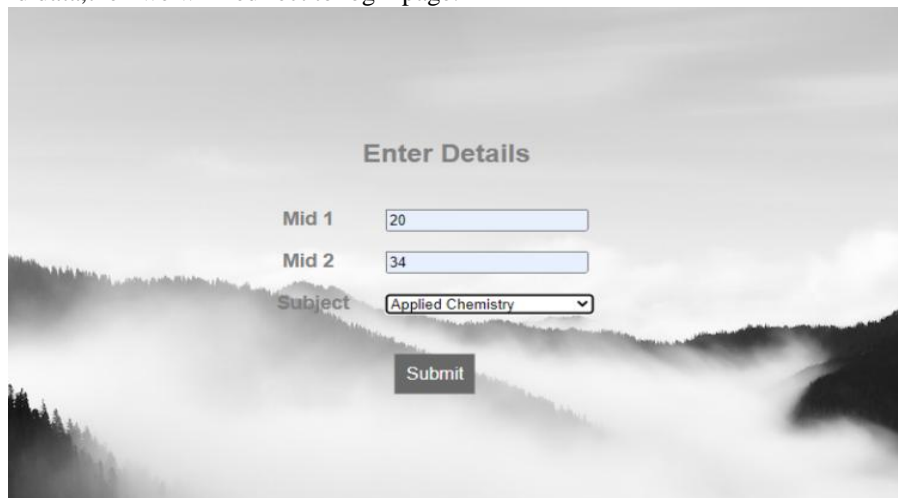 Enter Details
Mid 1 20
Mid 2 34
Subject Applied Chemistry
Submit